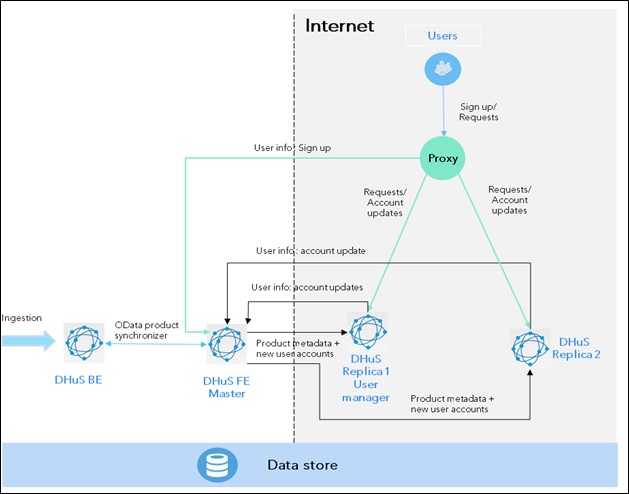 Internet
Users
Sign up/
Requests
User info: Sign up
Proxy
Requests/
Account
updates
Requests/
Account
updates
User info : account update
User info: account updates
Ingestion
OData product
synchronizer
Product metadata +
new user accounts
DHuS BE
DHuS FE
Master
DHuS
Replica 1
User
manager
DHuS
Replica 2
Product metadata +
new user accounts
Data store